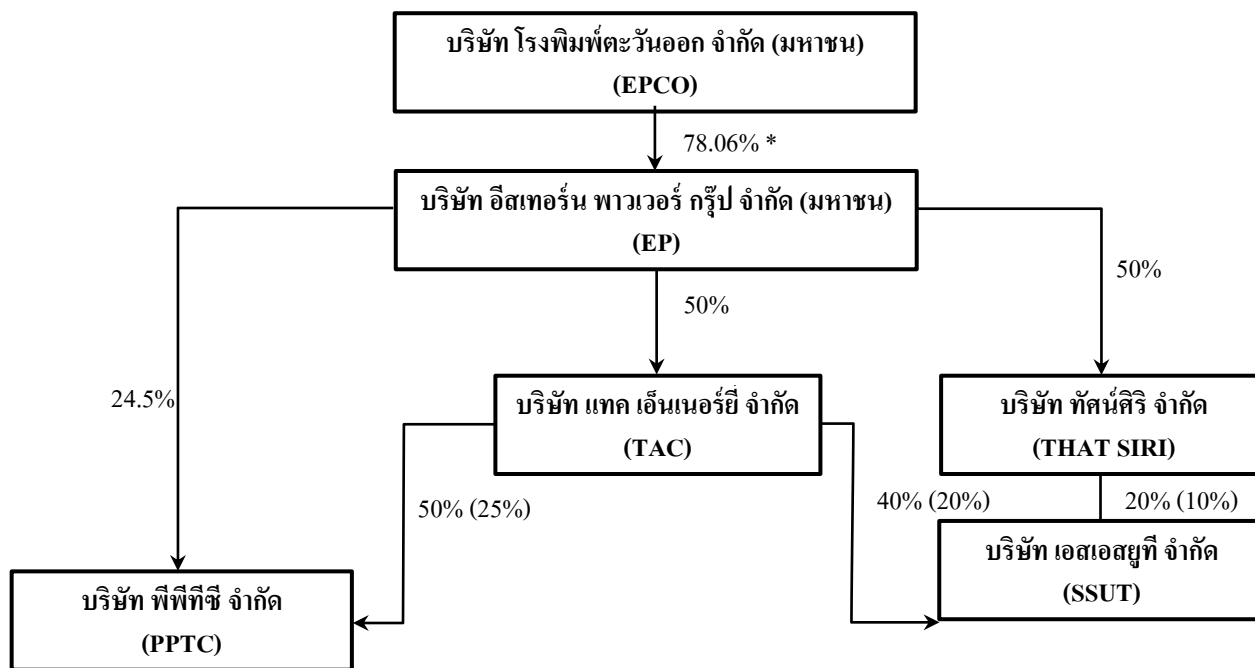 บริษัท โรงพิมพ์ตะวันออก จำกัด (มหาชน)
(EPCO)
78.06% *
บริษัท อีสเทอร์น พาวเวอร์ กรุ๊ป จำกัด (มหาชน)
(EP)
50%
50%
24.5%
บริษัท แทค เอ็นเนอร์ยี่ จำกัด
(TAC)
บริษัท ทัศน์ศิริ จำกัด
(THAT SIRI)
50% (25%)
40% (20%)
20% (10%)
บริษัท เอสเอสยูที จำกัด
(SSUT)
บริษัท พีพีทีซี จำกัด
(PPTC)